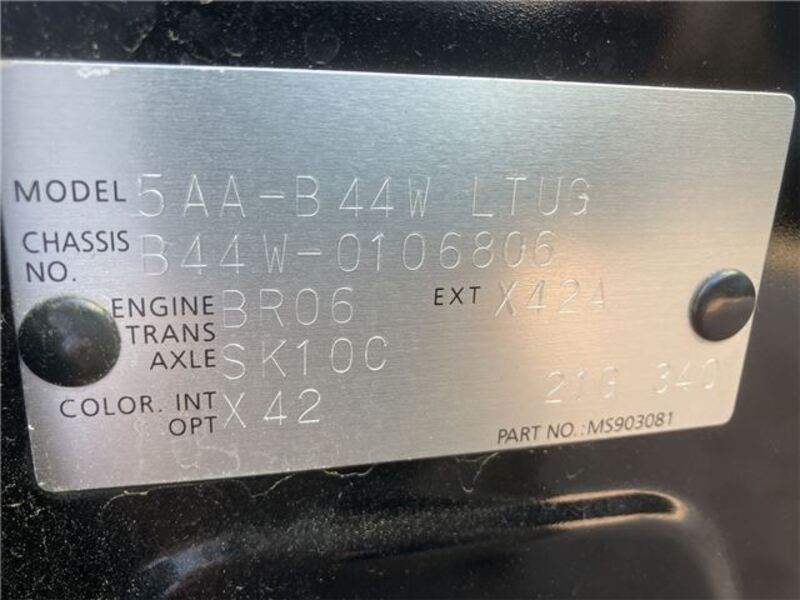 MODEL 5AA-B44W LTUG
CHASSIS NO. B44W-0106806
ENGINE BR06 EXT X42A
TRANS AXLE SK10C
COLOR. INT OPT X42 21G 340
PART NO.:MS903081